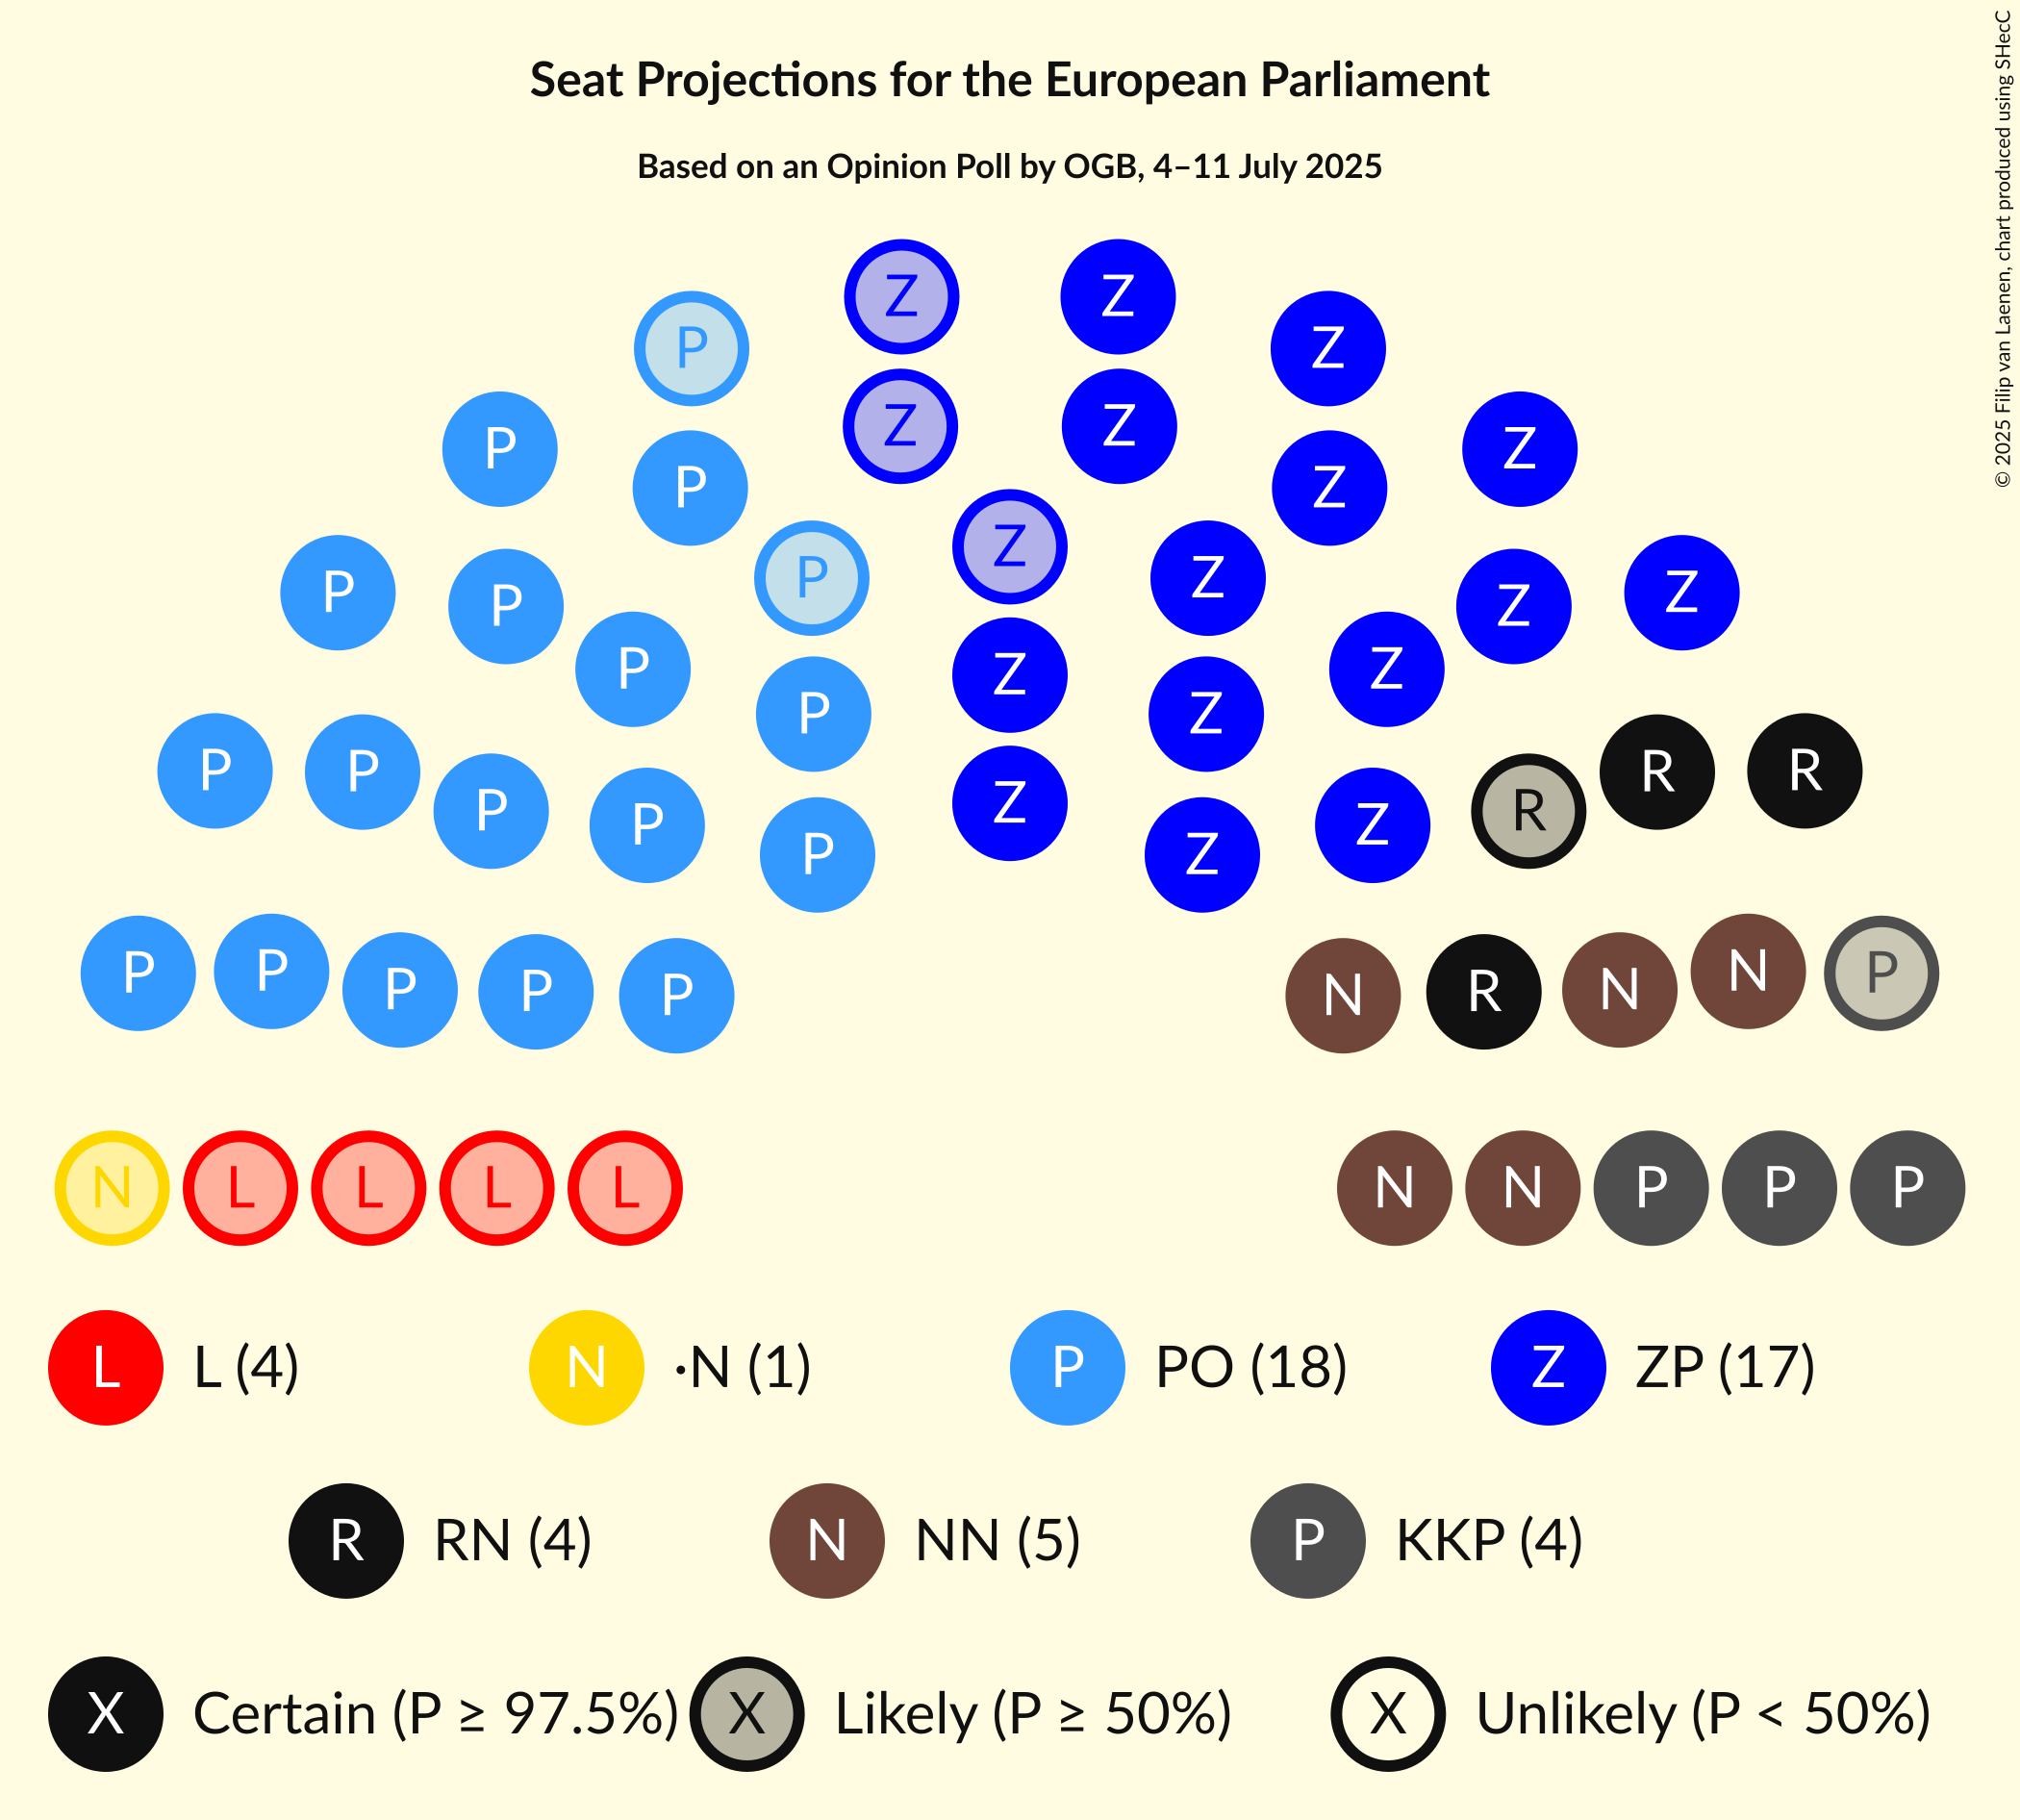 Seat Projections for the European Parliament
Based on an Opinion Poll by OGB, 4–11 July 2025
© 2025 Filip van Laenen, chart produced using SHecC
Z Z
P Z
Z Z
P Z
P Z
Z
P Z
P Z
P P Z Z
P Z
Z
P Z
P P R R
P R
P Z
Z
P Z
P P P P P N R N N P
N L L L L N N P P P
L L (4) N ·N (1) P PO (18) Z ZP (17)
R RN (4) N NN (5) P KKP (4)
X Certain (P ≥ 97.5%) X Likely (P ≥ 50%) X Unlikely (P < 50%)